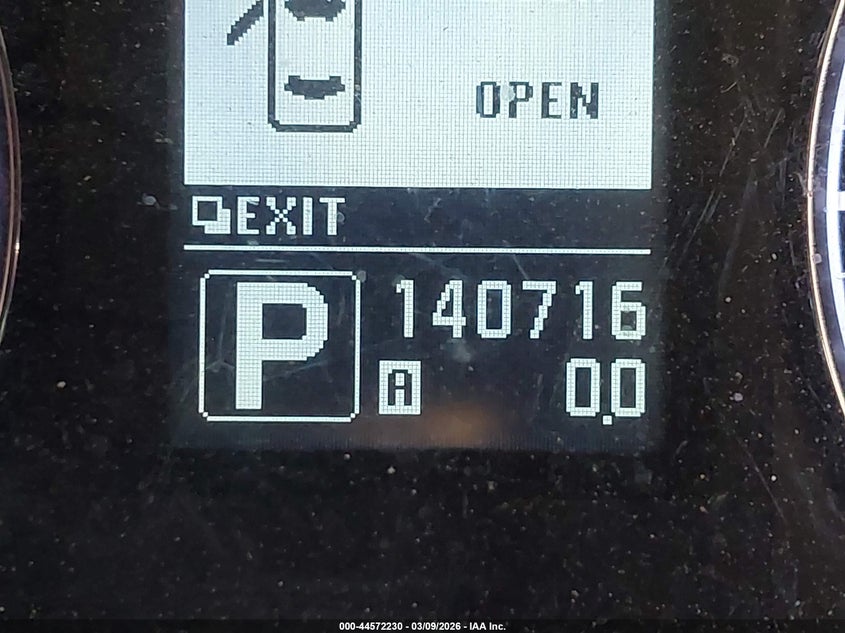 OPEN
EXIT
P
140716
A 0.0
000-44572230 - 03/09/2026 - IAA Inc.